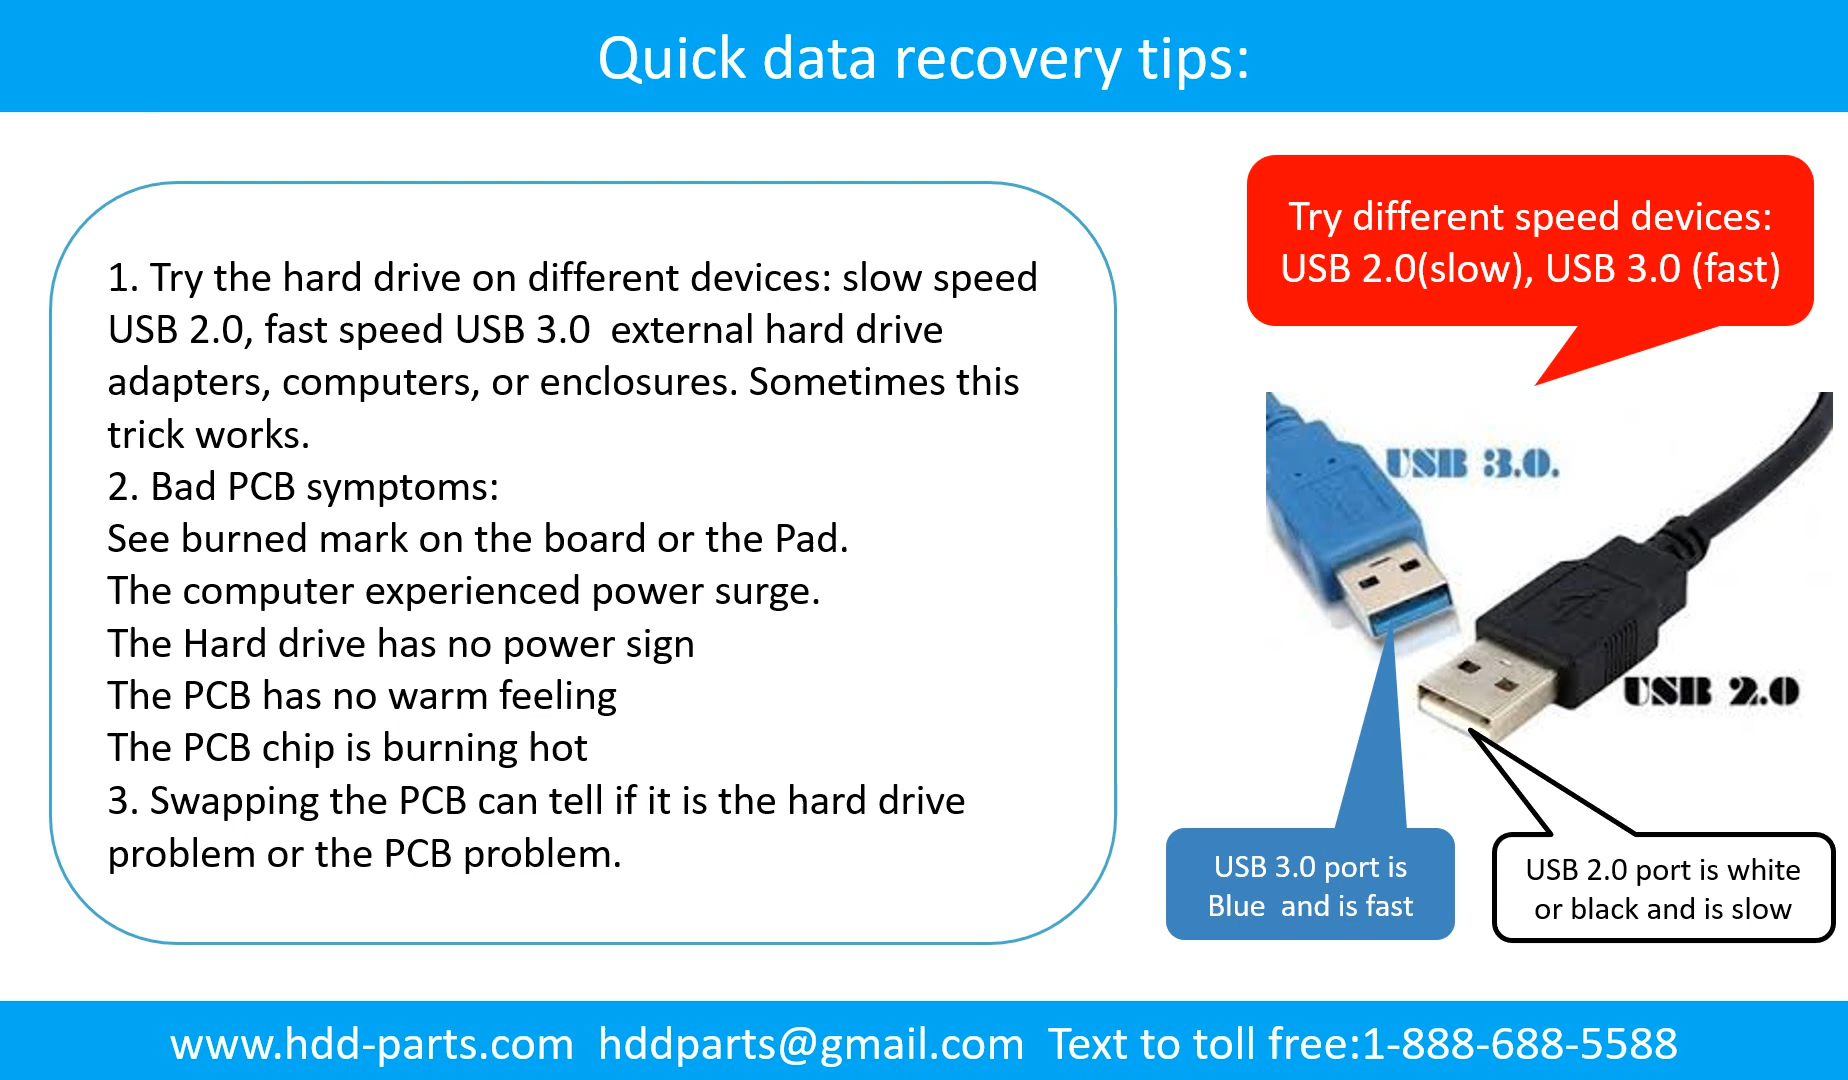 Quick data recovery tips:
1. Try the hard drive on different devices: slow speed
USB 2.0, fast speed USB 3.0  external hard drive
adapters, computers, or enclosures. Sometimes this
trick works.
2. Bad PCB symptoms:
See burned mark on the board or the Pad.
The computer experienced power surge.
The Hard drive has no power sign
The PCB has no warm feeling
The PCB chip is burning hot
3. Swapping the PCB can tell if it is the hard drive
problem or the PCB problem.
Try different speed devices:
USB 2.0(slow), USB 3.0 (fast)
USB 3.0.
USB 2.0
USB 3.0 port is
Blue  and is fast
USB 2.0 port is white
or black and is slow
www.hdd-parts.com  hddparts@gmail.com  Text to toll free:1-888-688-5588